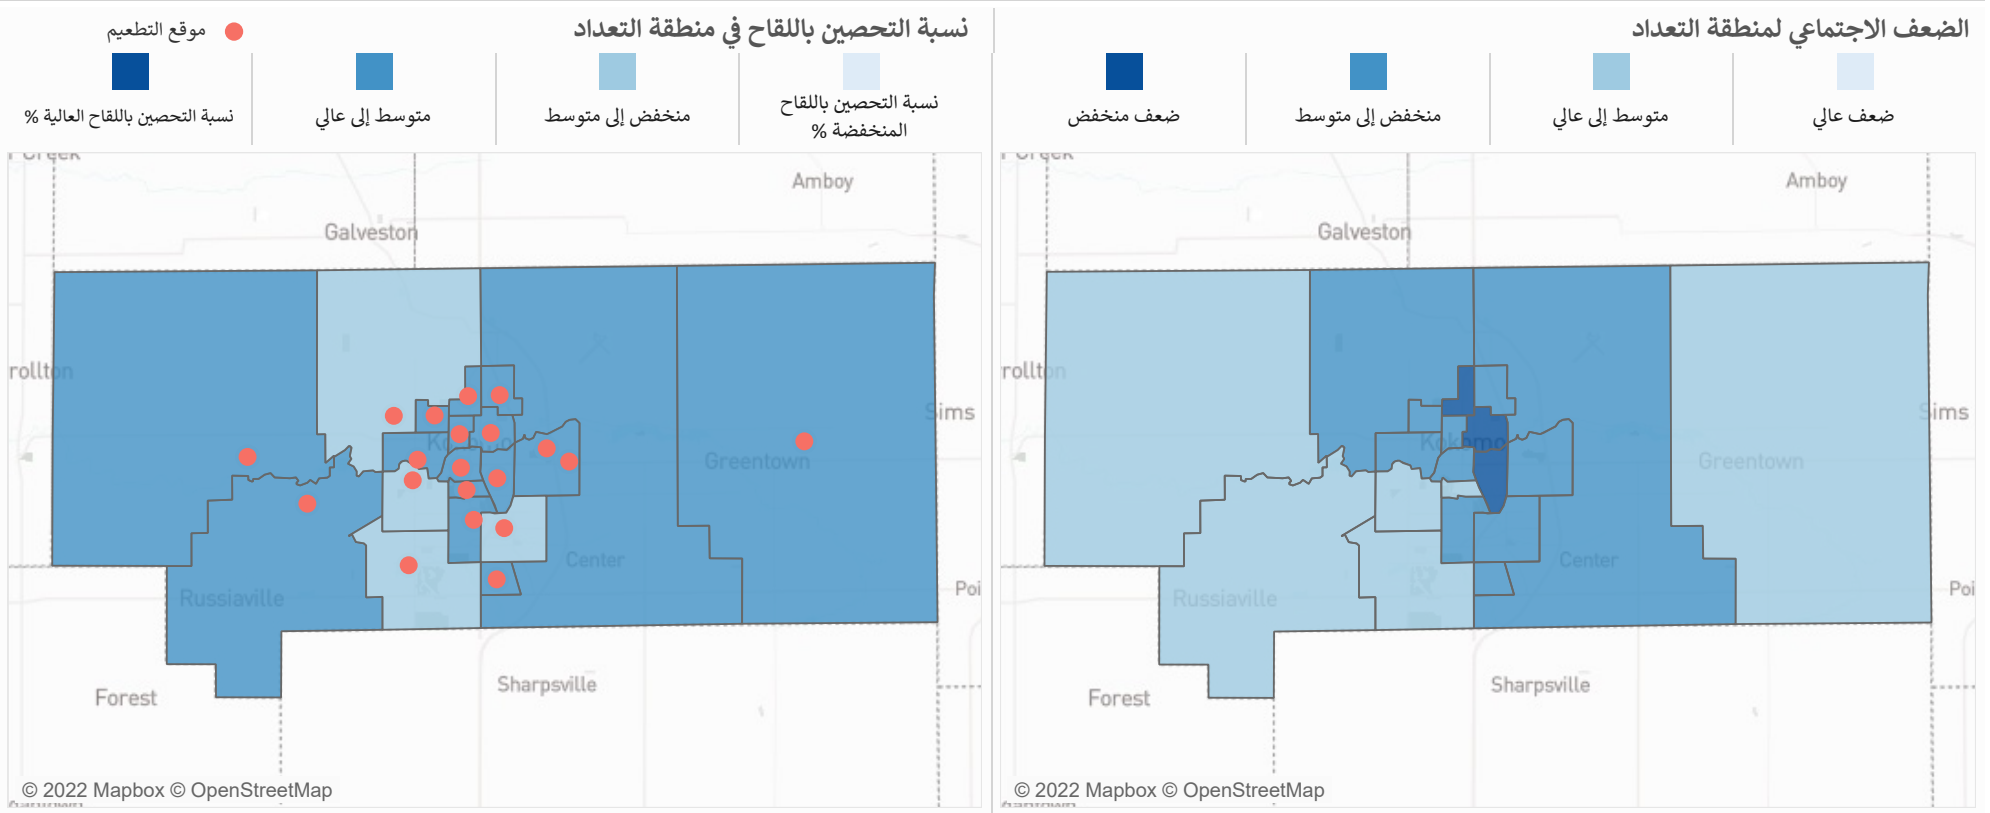 الضعف الاجتماعي لمنطقة التعداد
ضعف عالي
متوسط إلى عالي
منخفض إلى متوسط
ضعف منخفض
Amboy
Galveston
rollton
Kokomo
Sims
Greentown
Center
Russiaville
Poi
Forest
Sharpsville
© 2022 Mapbox © OpenStreetMap
نسبة التحصين باللقاح في منطقة التعداد
موقع التطعيم
نسبة التحصين باللقاح
المنخفضة %
منخفض إلى متوسط
متوسط إلى عالي
نسبة التحصين باللقاح العالية %
Amboy
Galveston
rollton
Kokomo
Sims
Greentown
Center
Russiaville
Poi
Forest
Sharpsville
© 2022 Mapbox © OpenStreetMap